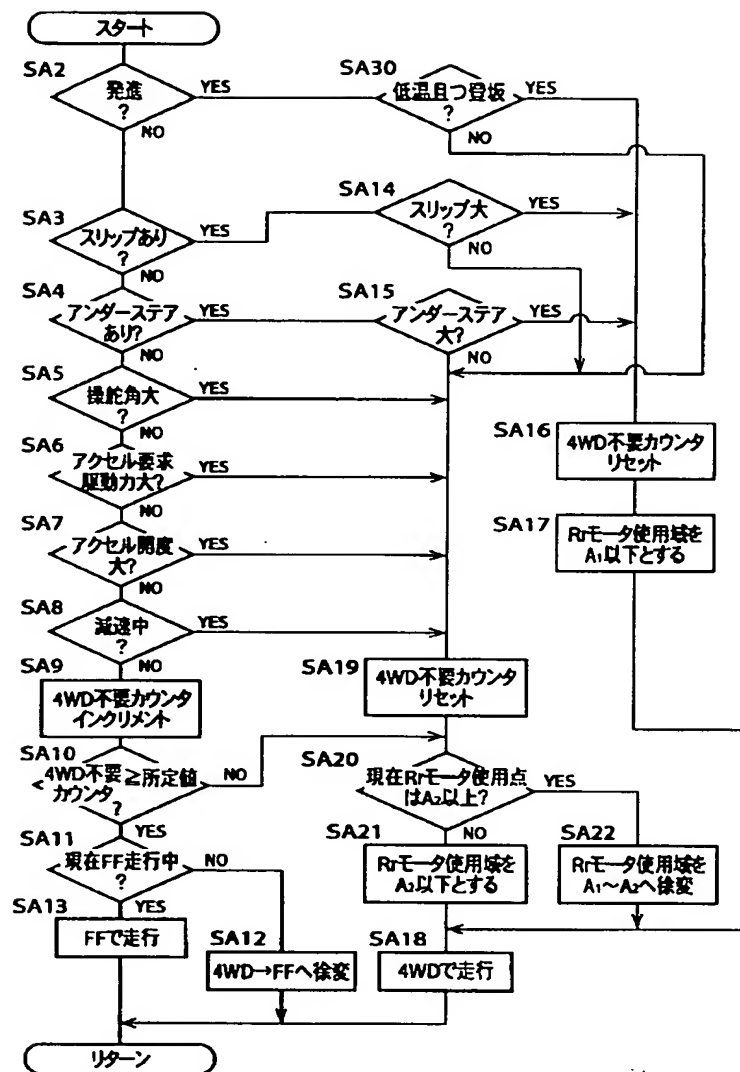 スタート
SA2
発進
?
YES
NO
SA30
低温且つ登坂
?
YES
NO
SA3
スリップあり
?
YES
NO
SA14
スリップ大
?
YES
NO
SA4
アンダーステア
あり?
YES
NO
SA15
アンダーステア
大?
YES
NO
SA5
操舵角大
?
YES
NO
SA6
アクセル要求
駆動力大?
YES
NO
SA7
アクセル開度
大?
YES
NO
SA8
減速中
?
YES
NO
SA9
4WD不要カウンタ
インクリメント
SA16
4WD不要カウンタ
リセット
SA17
Rrモータ使用域を
A₁以下とする
SA19
4WD不要カウンタ
リセット
SA10
4WD不要
カウンタ
≧所定値
?
NO
YES
SA20
現在Rrモータ使用点
はA₂以上?
YES
NO
SA11
現在FF走行中
?
NO
YES
SA21
Rrモータ使用域を
A₂以下とする
SA22
Rrモータ使用域を
A₁〜A₂へ徐変
SA13
FFで走行
SA12
4WD→FFへ徐変
SA18
4WDで走行
リターン